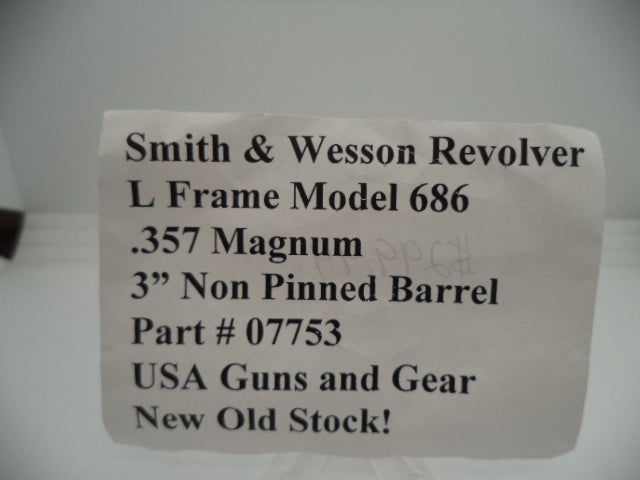 Smith & Wesson Revolver
L Frame Model 686
.357 Magnum
3” Non Pinned Barrel
Part # 07753
USA Guns and Gear
New Old Stock!